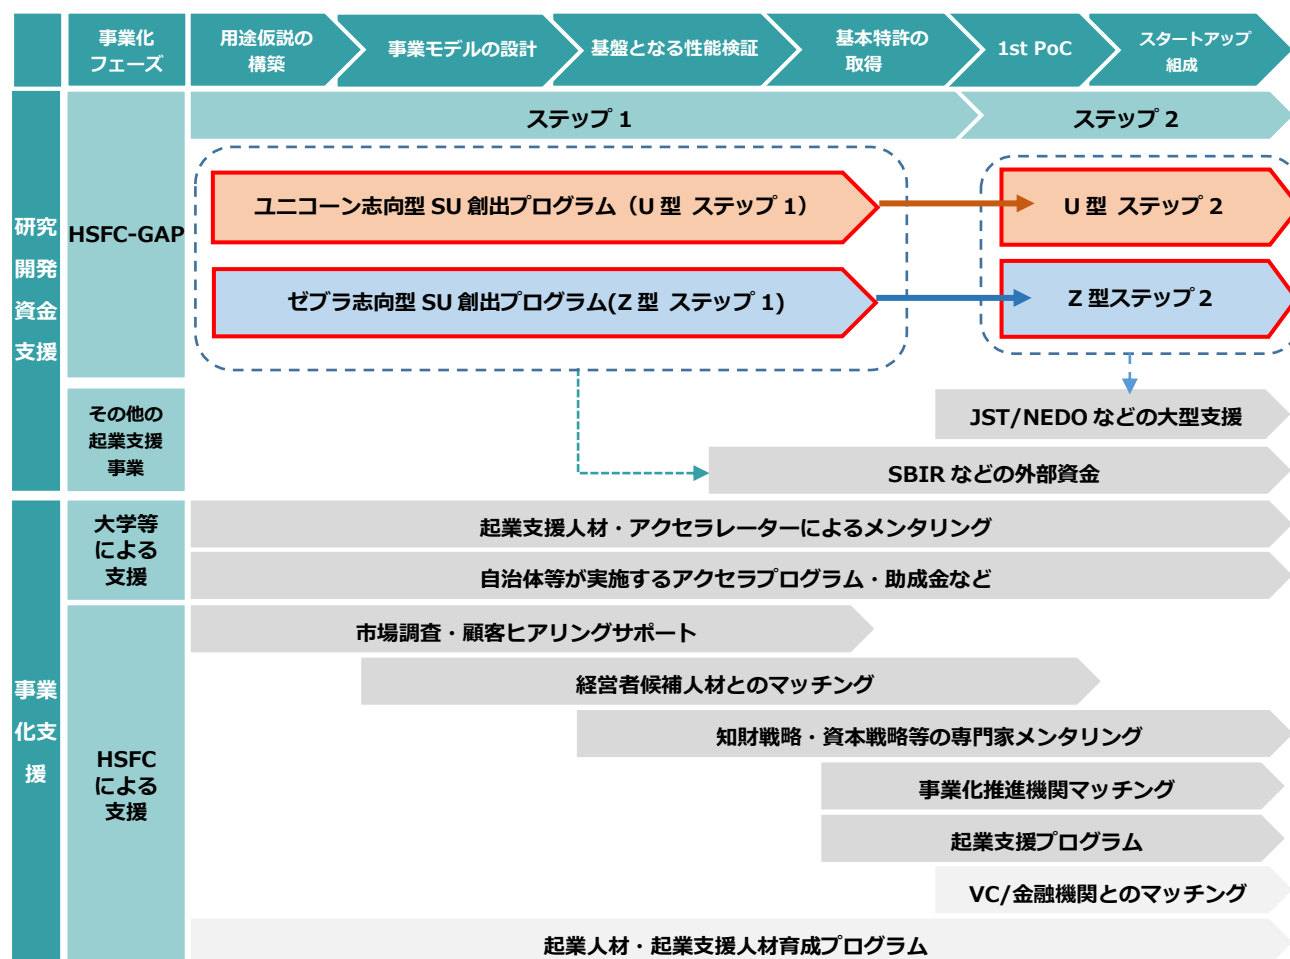 事業化
フェーズ
用途仮説の
構築
事業モデルの設計
基盤となる性能検証
基本特許の
取得
1st PoC
スタートアップ
組成
研究
開発
資金
支援
HSFC-GAP
ステップ 1
ステップ 2
ユニコーン志向型 SU 創出プログラム（U 型 ステップ 1）
U 型 ステップ 2
ゼブラ志向型 SU 創出プログラム(Z 型 ステップ 1)
Z 型ステップ 2
その他の
起業支援
事業
JST/NEDO などの大型支援
SBIR などの外部資金
事業
化支
援
大学等
による
支援
起業支援人材・アクセラレーターによるメンタリング
自治体等が実施するアクセラプログラム・助成金など
HSFC
による
支援
市場調査・顧客ヒアリングサポート
経営者候補人材とのマッチング
知財戦略・資本戦略等の専門家メンタリング
事業化推進機関マッチング
起業支援プログラム
VC/金融機関とのマッチング
起業人材・起業支援人材育成プログラム